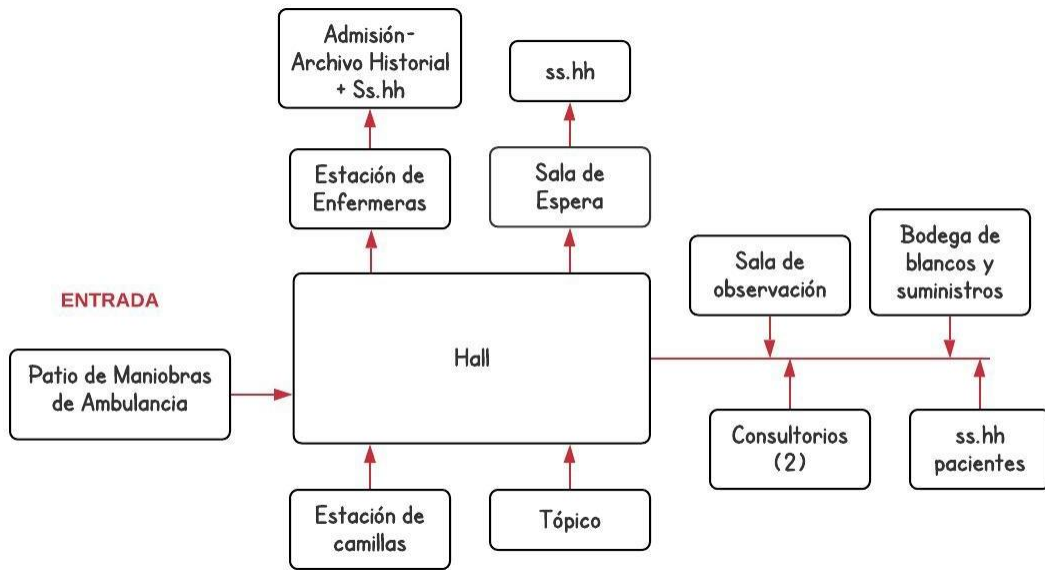 Admisión-
Archivo Historial
+ Ss.hh
ss.hh
Estación de
Enfermeras
Sala de
Espera
Sala de
observación
Bodega de
blancos y
suministros
ENTRADA
Patio de Maniobras
de Ambulancia
Hall
Consultorios
(2)
ss.hh
pacientes
Estación de
camillas
Tópico